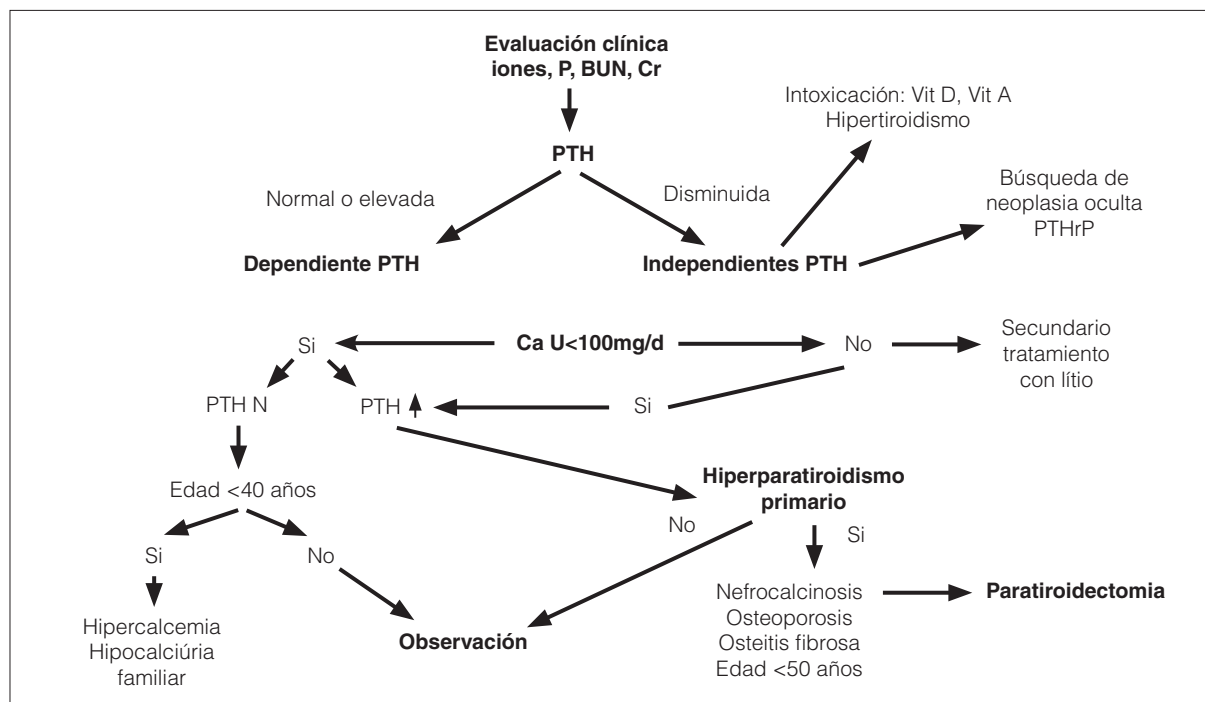 Evaluación clínica
iones, P, BUN, Cr
Intoxicación: Vit D, Vit A
Hipertiroidismo
PTH
Normal o elevada
Disminuida
Búsqueda de
neoplasia oculta
PTHrP
Dependiente PTH
Independientes PTH
Si
Ca U<100mg/d
No
Secundario
tratamiento
con lítio
PTH N
PTH
Si
Edad <40 años
Hiperparatiroidismo
primario
No
Si
Si
No
Nefrocalcinosis
Osteoporosis
Osteitis fibrosa
Edad <50 años
Paratiroidectomia
Hipercalcemia
Hipocalciúria
familiar
Observación